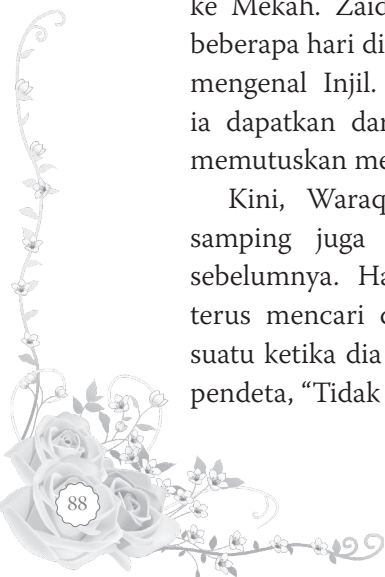 ke Mekah. Zaid
beberapa hari di
mengenal Injil.
ia dapatkan dar
memutuskan me
Kini, Waraq
samping juga
sebelumnya. Ha
terus mencari
suatu ketika dia
pendeta, “Tidak
88